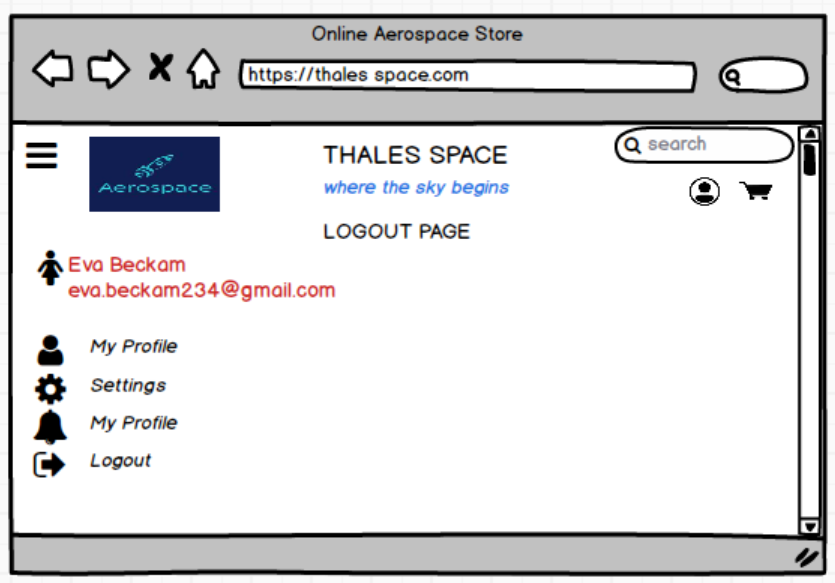 Online Aerospace Store
https://thales space.com
search
Aerospace
THALES SPACE
where the sky begins
LOGOUT PAGE
Eva Beckam
eva.beckam234@gmail.com
My Profile
Settings
My Profile
Logout